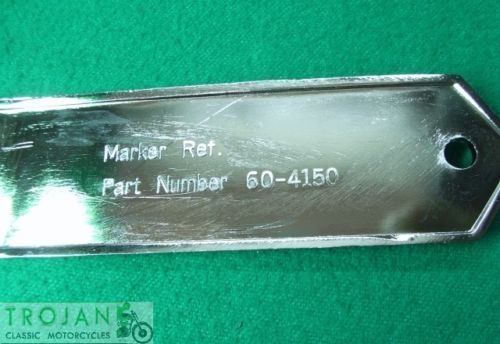 Marker Ref.
Part Number 60-4150
TROJAN
CLASSIC MOTORCYCLES